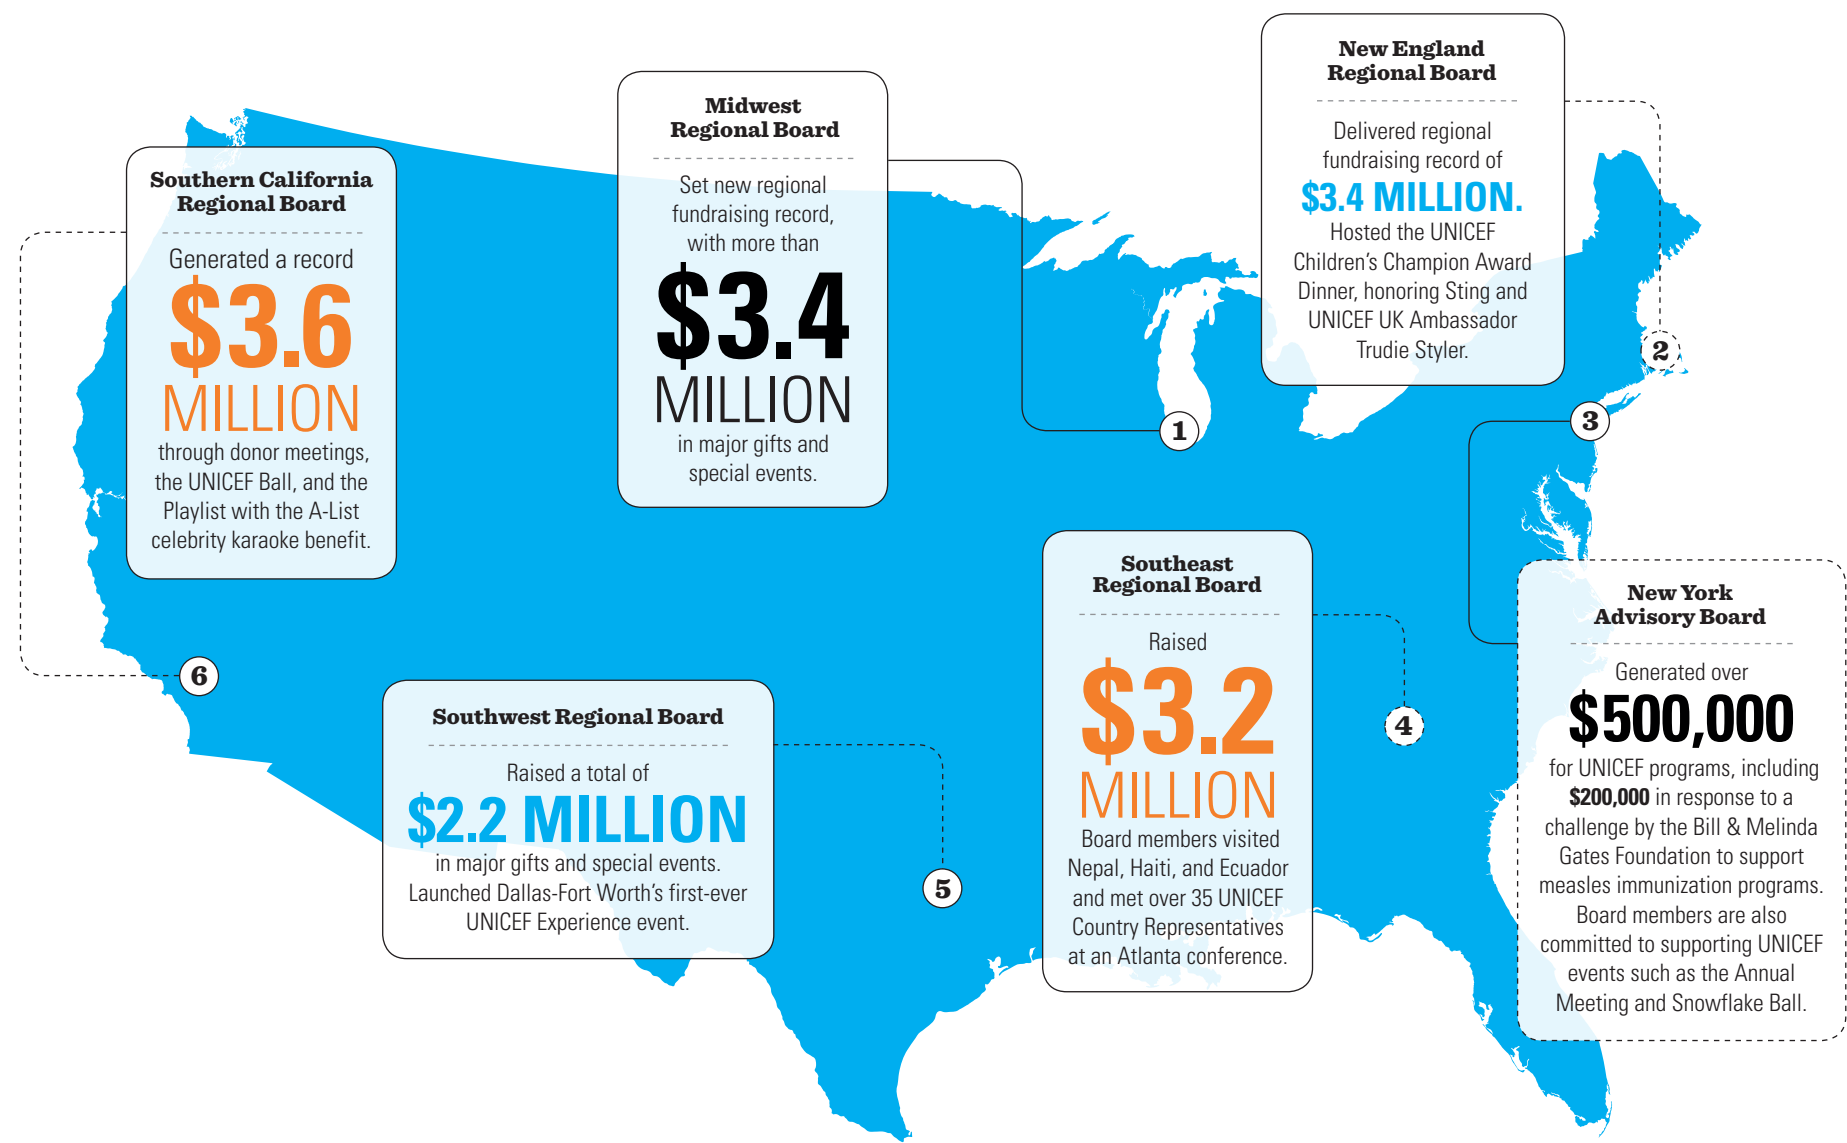 New England
Regional Board
Delivered regional
fundraising record of
$3.4 MILLION.
Hosted the UNICEF
Children's Champion Award
Dinner, honoring Sting and
UNICEF UK Ambassador
Trudie Styler.
Midwest
Regional Board
Set new regional
fundraising record,
with more than
$3.4
MILLION
in major gifts and
special events.
Southern California
Regional Board
Generated a record
$3.6
MILLION
through donor meetings,
the UNICEF Ball, and the
Playlist with the A-List
celebrity karaoke benefit.
2
3
1
Southeast
Regional Board
Raised
$3.2
MILLION
Board members visited
Nepal, Haiti, and Ecuador
and met over 35 UNICEF
Country Representatives
at an Atlanta conference.
New York
Advisory Board
Generated over
$500,000
for UNICEF programs, including
$200,000 in response to a
challenge by the Bill & Melinda
Gates Foundation to support
measles immunization programs.
Board members are also
committed to supporting UNICEF
events such as the Annual
Meeting and Snowflake Ball.
6
4
Southwest Regional Board
Raised a total of
$2.2 MILLION
in major gifts and special events.
Launched Dallas-Fort Worth's first-ever
UNICEF Experience event.
5